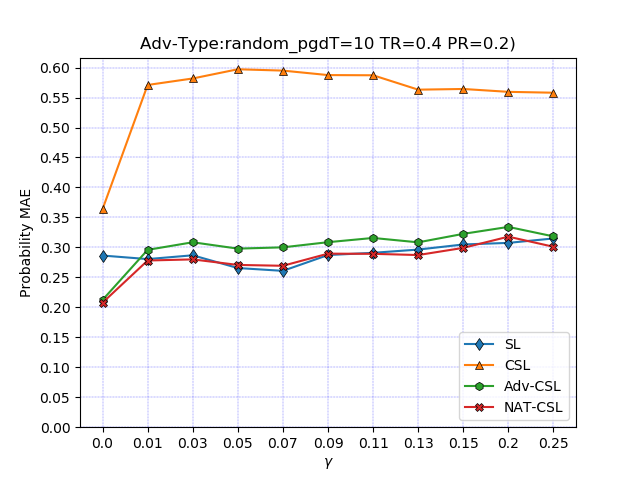 Adv-Type:random_pgdT=10 TR=0.4 PR=0.2)
Probability MAE
0.60
0.55
0.50
0.45
0.40
0.35
0.30
0.25
0.20
0.15
0.10
0.05
0.00
SL
CSL
Adv-CSL
NAT-CSL
0.0 0.01 0.03 0.05 0.07 0.09 0.11 0.13 0.15 0.2 0.25
γ